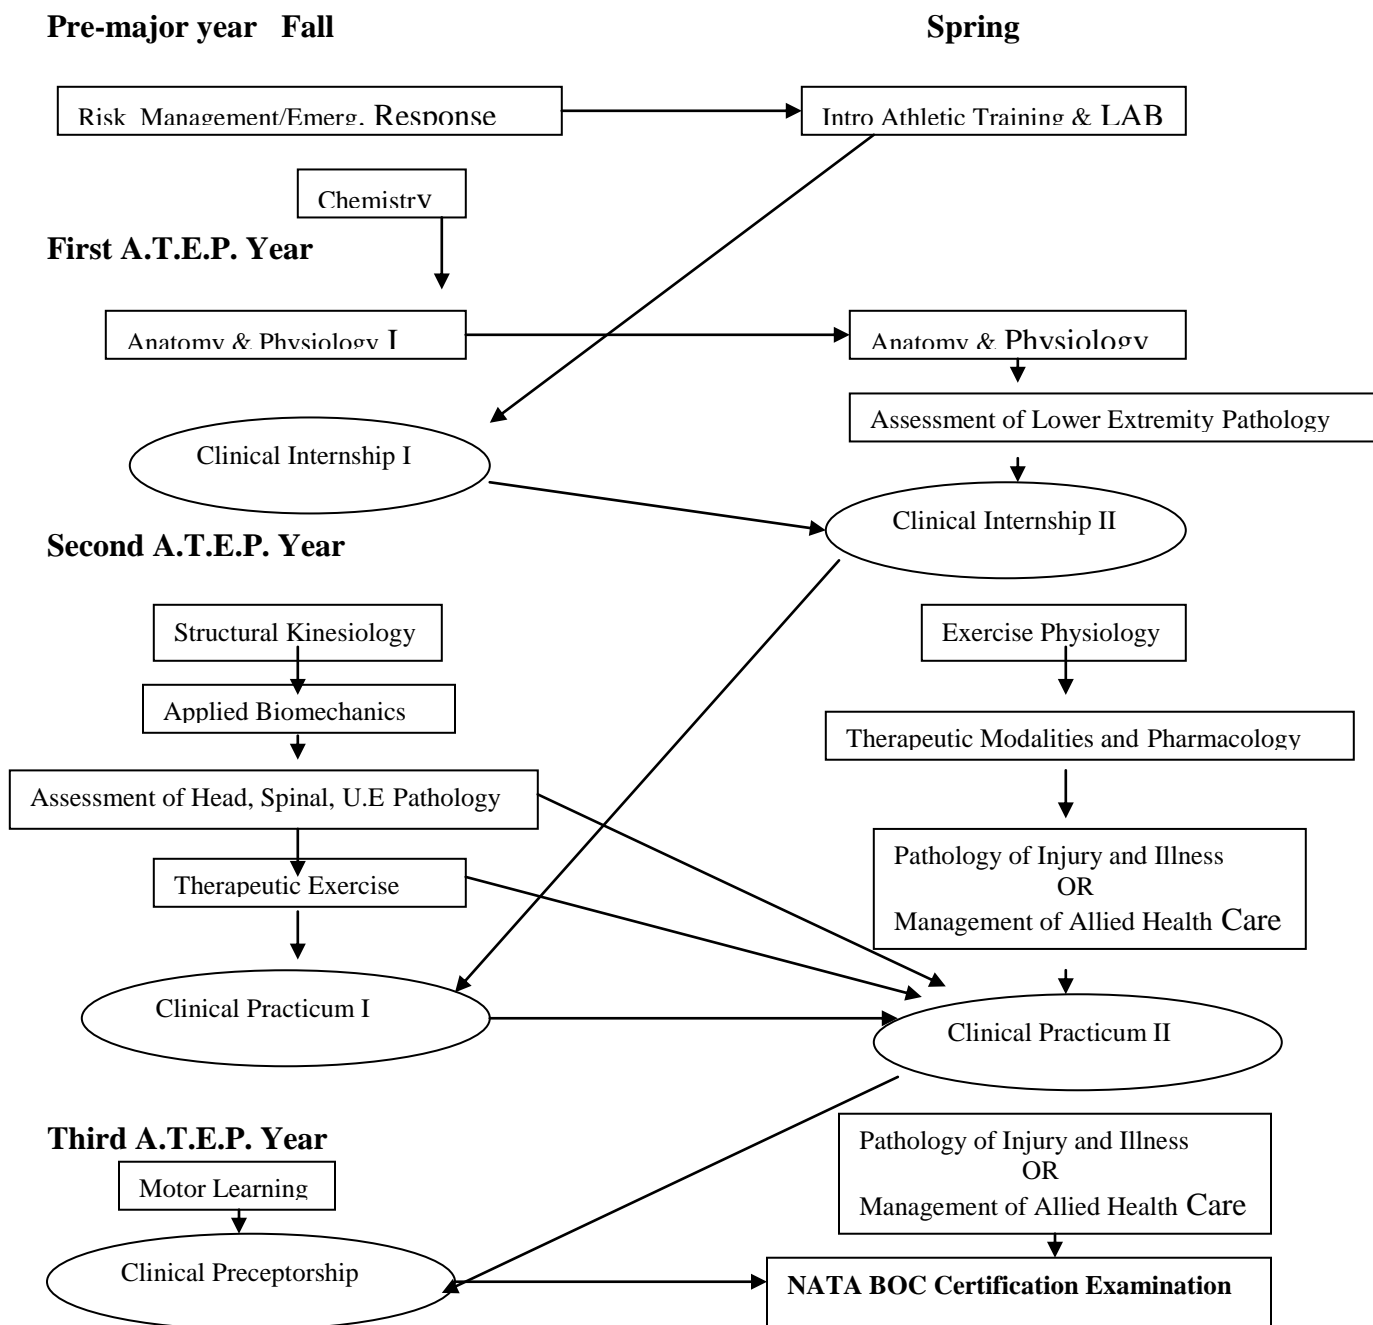 Pre-major year Fall Spring
Risk Management/Emerg. Response
Intro Athletic Training & LAB
Chemistry
First A.T.E.P. Year
Anatomy & Physiology I
Anatomy & Physiology
Assessment of Lower Extremity Pathology
Clinical Internship I
Clinical Internship II
Second A.T.E.P. Year
Structural Kinesiology
Exercise Physiology
Applied Biomechanics
Therapeutic Modalities and Pharmacology
Assessment of Head, Spinal, U.E Pathology
Pathology of Injury and Illness
OR
Management of Allied Health Care
Therapeutic Exercise
Clinical Practicum I
Clinical Practicum II
Third A.T.E.P. Year
Motor Learning
Pathology of Injury and Illness
OR
Management of Allied Health Care
Clinical Preceptorship
NATA BOC Certification Examination